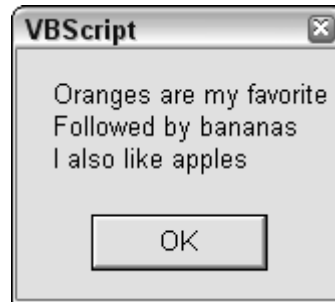 VBScript
Oranges are my favorite
Followed by bananas
I also like apples
OK